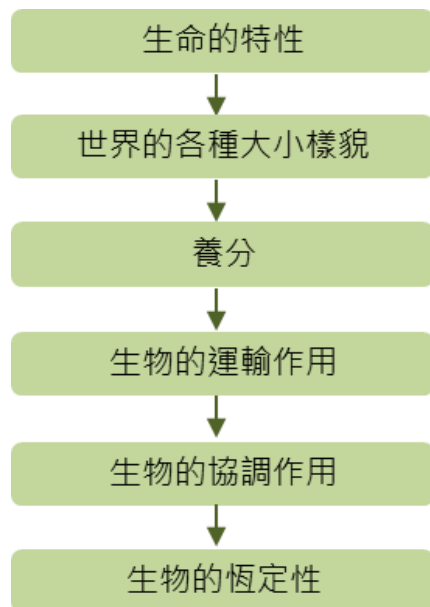 生命的特性
世界的各種大小樣貌
養分
生物的運輸作用
生物的協調作用
生物的恆定性